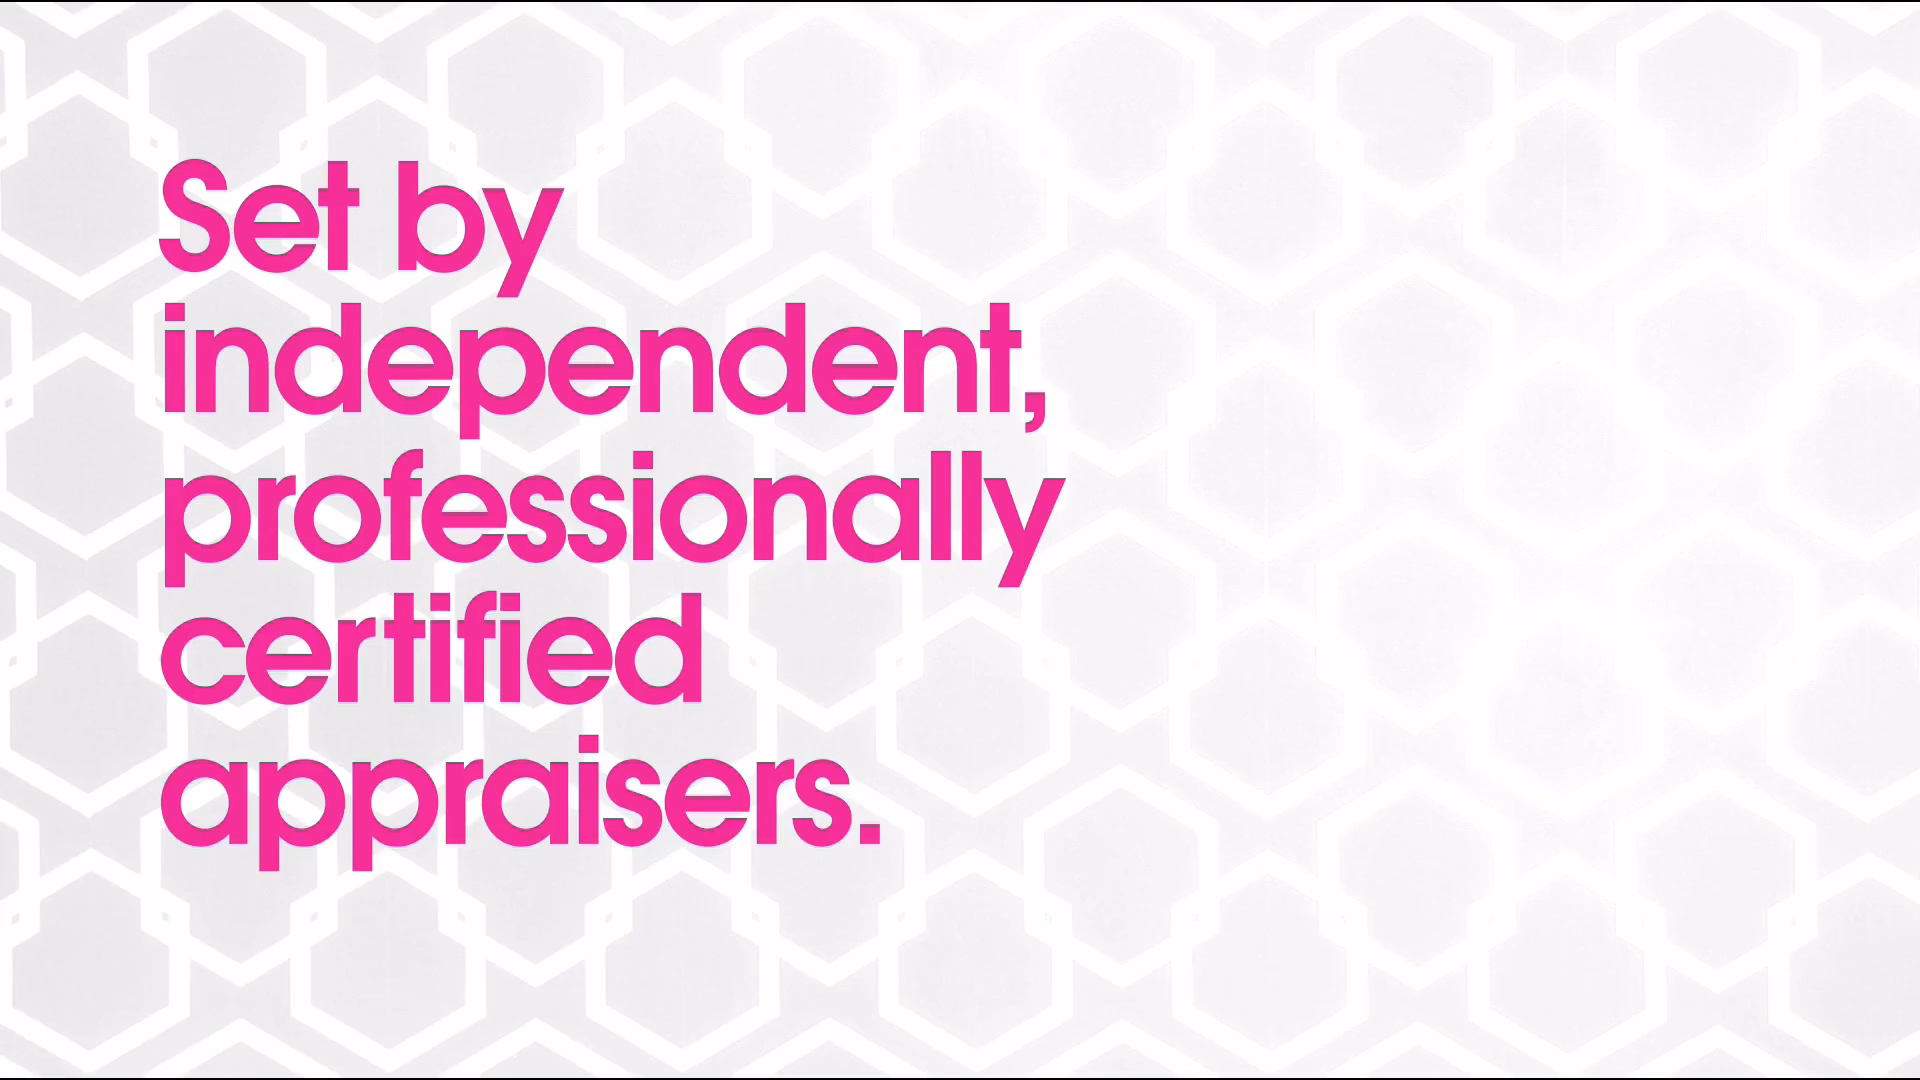 Set by
independent,
professionally
certified
appraisers.